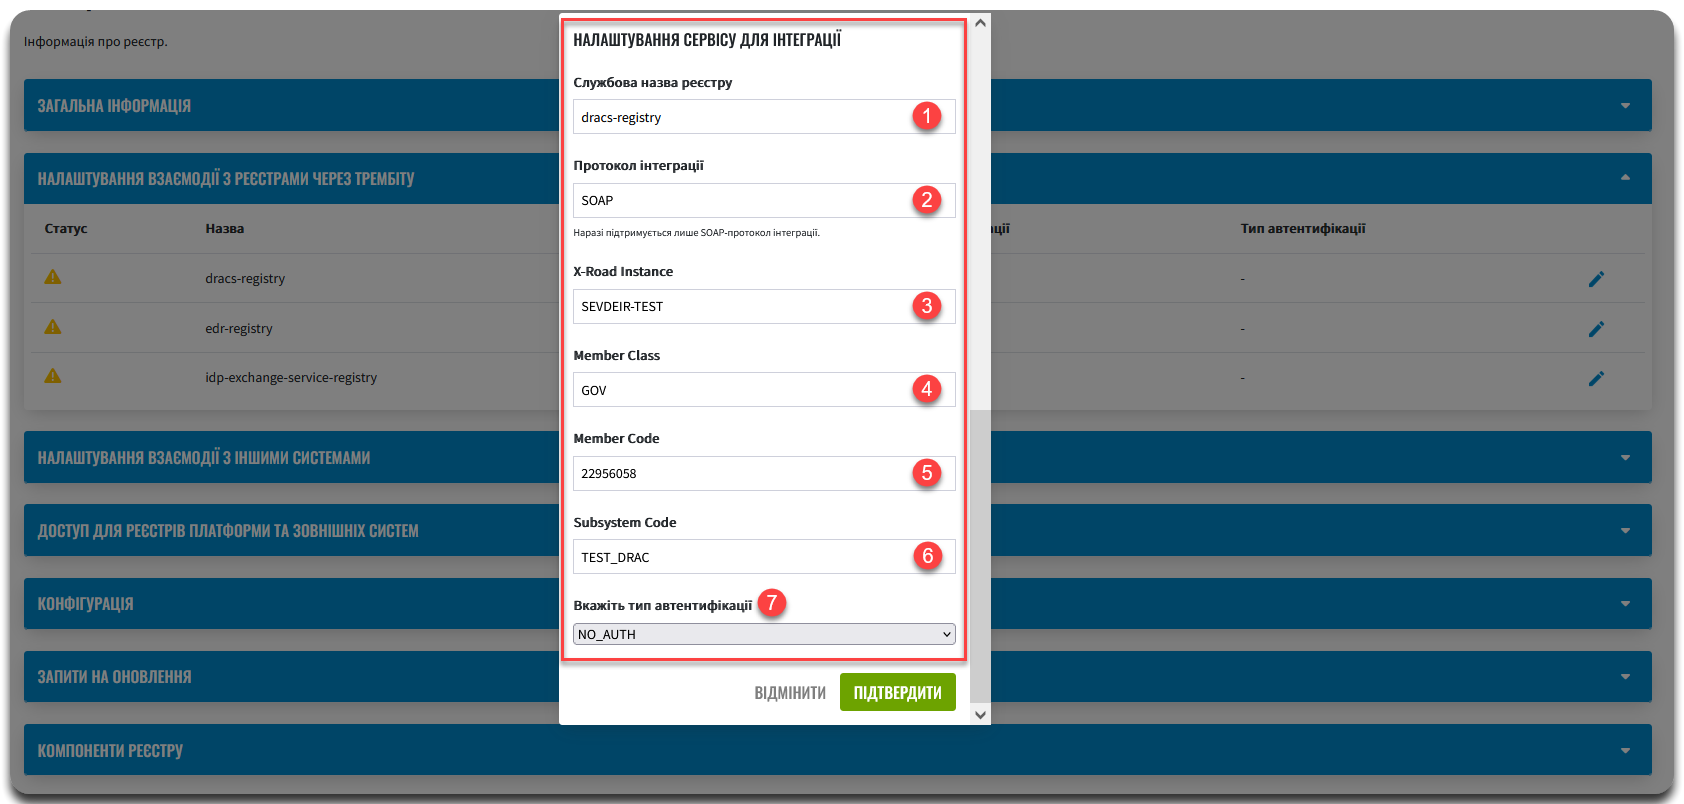 Інформація про реєстр.
ЗАГАЛЬНА ІНФОРМАЦІЯ
НАЛАШТУВАННЯ ВЗАЄМОДІЇ З РЕЄСТРАМИ ЧЕРЕЗ ТРЕМБІТУ
Статус Назва ції Тип автентифікації
dracs-registry -
edr-registry -
idp-exchange-service-registry -
НАЛАШТУВАННЯ ВЗАЄМОДІЇ З ІНШИМИ СИСТЕМАМИ
ДОСТУП ДЛЯ РЕЄСТРІВ ПЛАТФОРМИ ТА ЗОВНІШНІХ СИСТЕМ
КОНФІГУРАЦІЯ
ЗАПИТИ НА ОНОВЛЕННЯ
КОМПОНЕНТИ РЕЄСТРУ
НАЛАШТУВАННЯ СЕРВІСУ ДЛЯ ІНТЕГРАЦІЇ
Службова назва реєстру
dracs-registry 1
Протокол інтеграції
SOAP 2
Наразі підтримується лише SOAP-протокол інтеграції.
X-Road Instance
SEVDEIR-TEST 3
Member Class
GOV 4
Member Code
22956058 5
Subsystem Code
TEST_DRAC 6
Вкажіть тип автентифікації 7
NO_AUTH
ВІДМІНИТИ ПІДТВЕРДИТИ